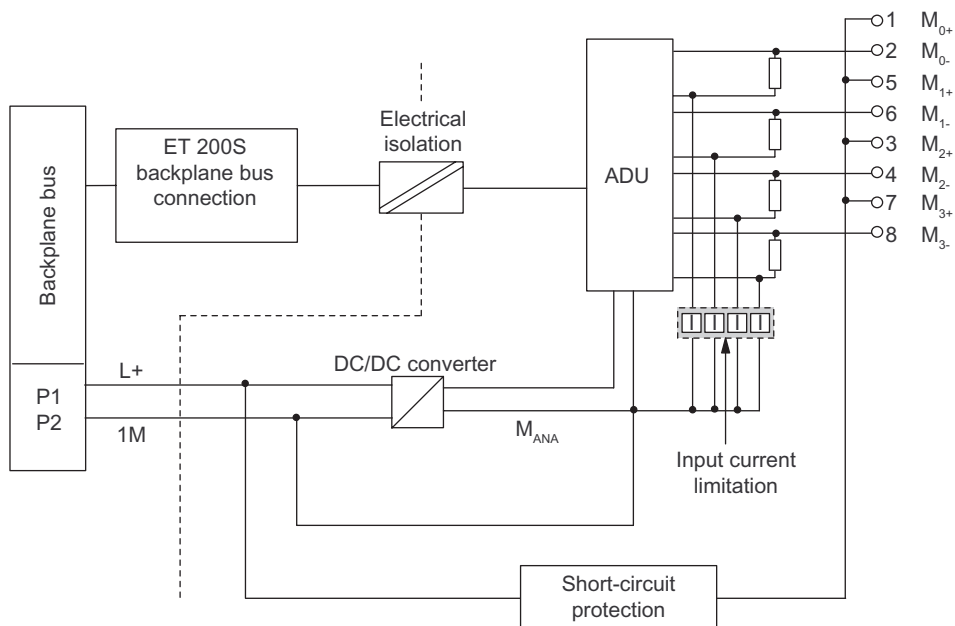 1 M0+
2 M0-
5 M1+
6 M1-
3 M2+
4 M2-
7 M3+
8 M3-
Backplane bus
ET 200S
backplane bus
connection
Electrical
isolation
ADU
P1
P2
L+
1M
DC/DC converter
MANA
Input current
limitation
Short-circuit
protection